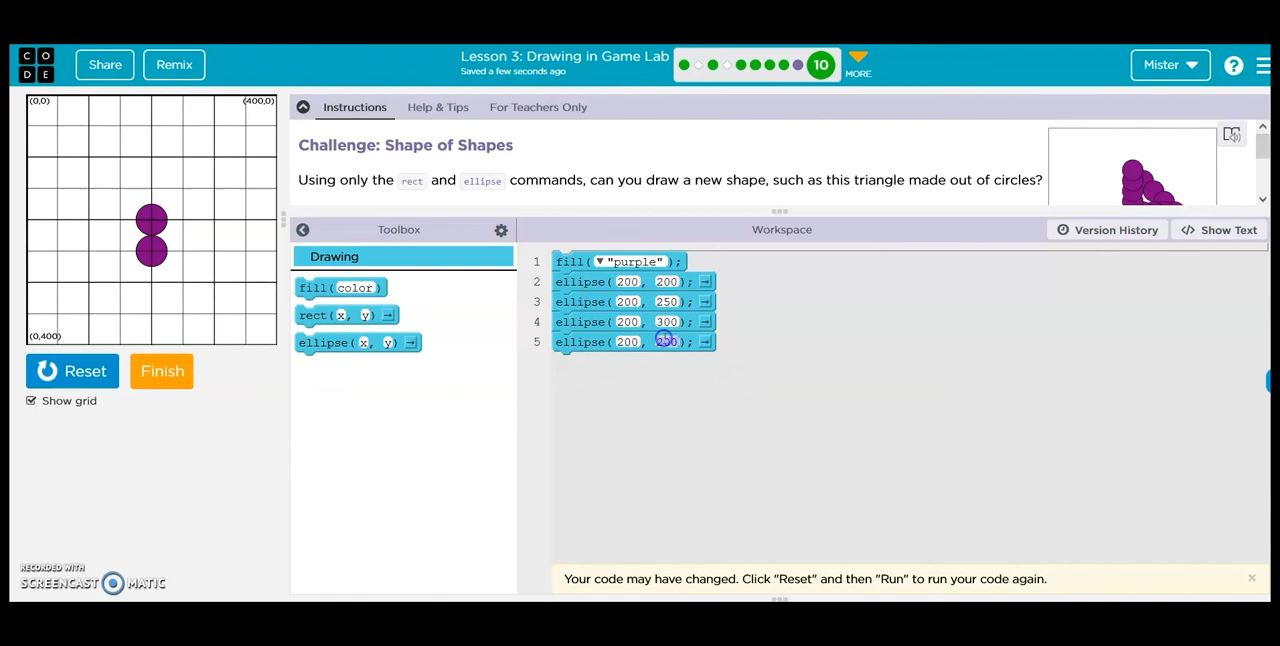 C O
D E
Share
Remix
Lesson 3: Drawing in Game Lab
Saved a few seconds ago
10
MORE
Mister
?
(0,0)
(400,0)
(0,400)
Instructions
Help & Tips
For Teachers Only
Challenge: Shape of Shapes
Using only the rect and ellipse commands, can you draw a new shape, such as this triangle made out of circles?
Toolbox
Workspace
Version History
</> Show Text
Drawing
fill(color)
rect(x, y)
ellipse(x, y)
1 fill("purple");
2 ellipse(200, 200);
3 ellipse(200, 250);
4 ellipse(200, 300);
5 ellipse(200, 250);
Reset
Finish
Show grid
RECORDED WITH
SCREENCAST MATIC
Your code may have changed. Click "Reset" and then "Run" to run your code again.